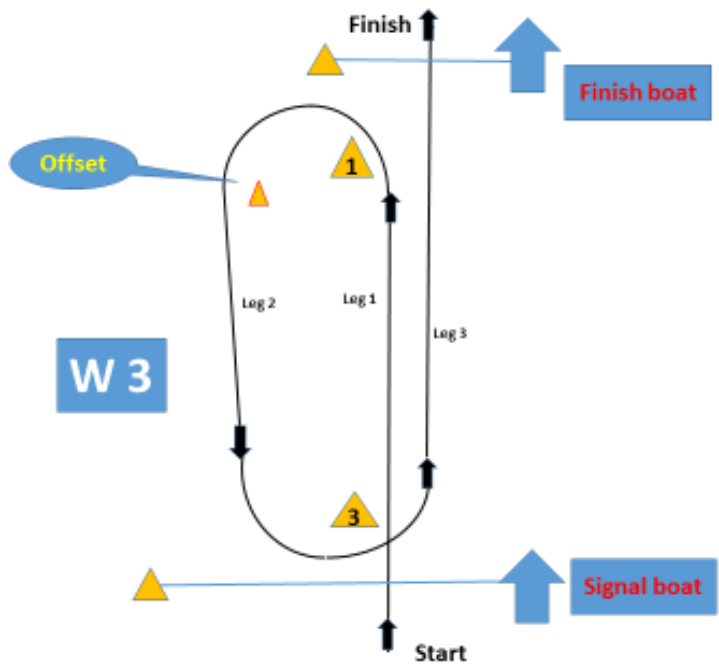 Finish
Finish boat
1
Offset
Leg 2
Leg 1
Leg 3
W 3
3
Signal boat
Start